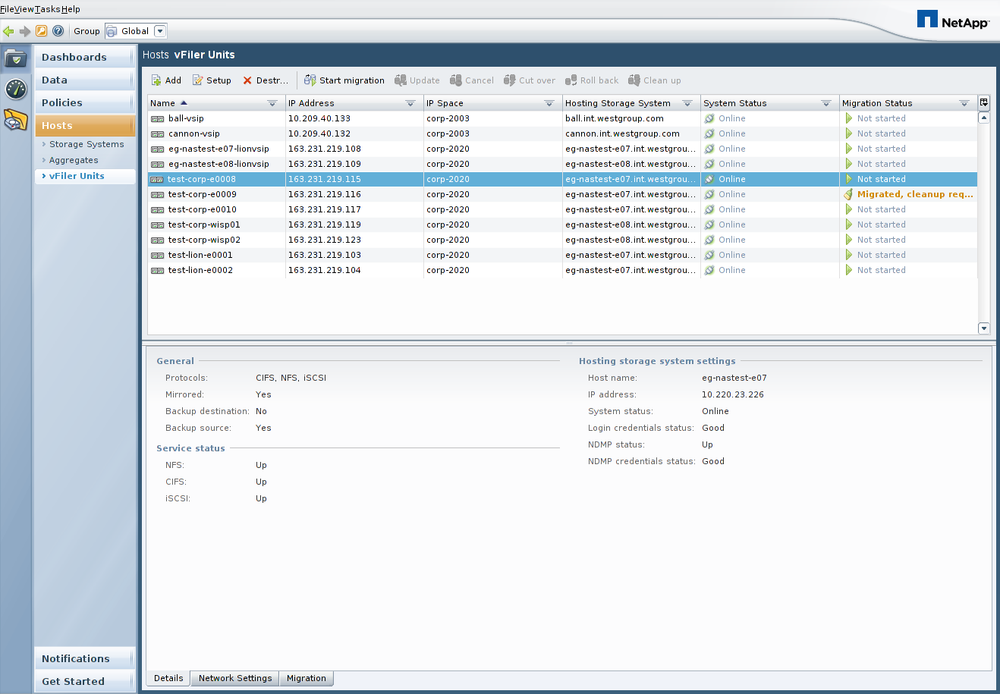 File View Tasks Help
Group Global
NetApp
Dashboards
Data
Policies
Hosts
Storage Systems
Aggregates
vFiler Units
Notifications
Get Started
Hosts vFiler Units
Add Setup Destr... Start migration Update Cancel Cut over Roll back Clean up
Name IP Address IP Space Hosting Storage System System Status Migration Status
ball-vsip 10.209.40.133 corp-2003 ball.int.westgroup.com Online Not started
cannon-vsip 10.209.40.132 corp-2003 cannon.int.westgroup.com Online Not started
eg-nastest-e07-lionvsip 163.231.219.108 corp-2020 eg-nastest-e07.int.westgrou... Online Not started
eg-nastest-e08-lionvsip 163.231.219.109 corp-2020 eg-nastest-e08.int.westgrou... Online Not started
test-corp-e0008 163.231.219.115 corp-2020 eg-nastest-e07.int.westgrou... Online Not started
test-corp-e0009 163.231.219.116 corp-2020 eg-nastest-e07.int.westgrou... Online Migrated, cleanup req...
test-corp-e0010 163.231.219.117 corp-2020 eg-nastest-e07.int.westgrou... Online Not started
test-corp-wisp01 163.231.219.119 corp-2020 eg-nastest-e08.int.westgrou... Online Not started
test-corp-wisp02 163.231.219.123 corp-2020 eg-nastest-e08.int.westgrou... Online Not started
test-lion-e0001 163.231.219.103 corp-2020 eg-nastest-e07.int.westgrou... Online Not started
test-lion-e0002 163.231.219.104 corp-2020 eg-nastest-e07.int.westgrou... Online Not started
General
Protocols: CIFS, NFS, iSCSI
Mirrored: Yes
Backup destination: No
Backup source: Yes
Service status
NFS: Up
CIFS: Up
iSCSI: Up
Hosting storage system settings
Host name: eg-nastest-e07
IP address: 10.220.23.226
System status: Online
Login credentials status: Good
NDMP status: Up
NDMP credentials status: Good
Details Network Settings Migration